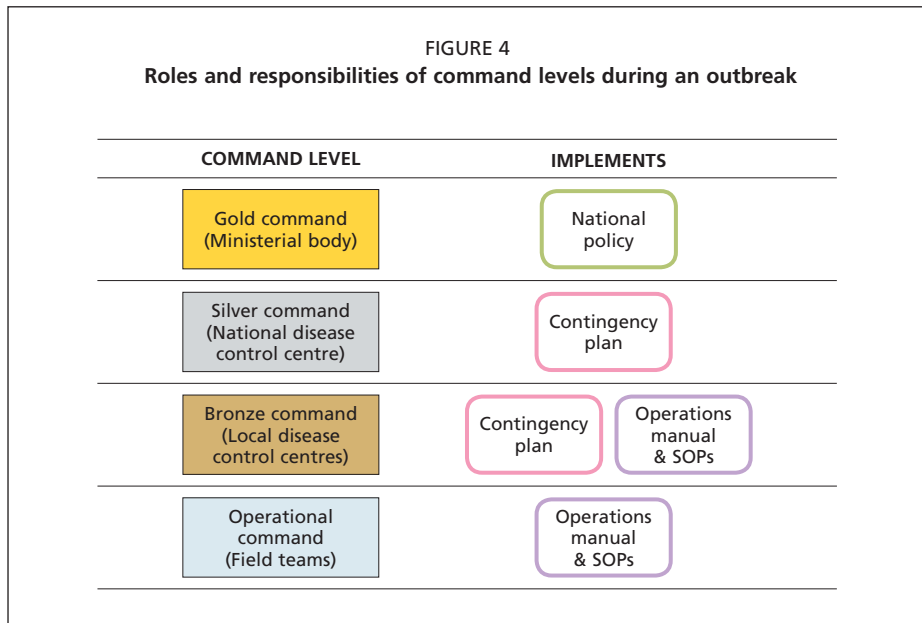 FIGURE 4
Roles and responsibilities of command levels during an outbreak
COMMAND LEVEL
IMPLEMENTS
Gold command
(Ministerial body)
National
policy
Silver command
(National disease
control centre)
Contingency
plan
Bronze command
(Local disease
control centres)
Contingency
plan
Operations
manual
& SOPs
Operational
command
(Field teams)
Operations
manual
& SOPs